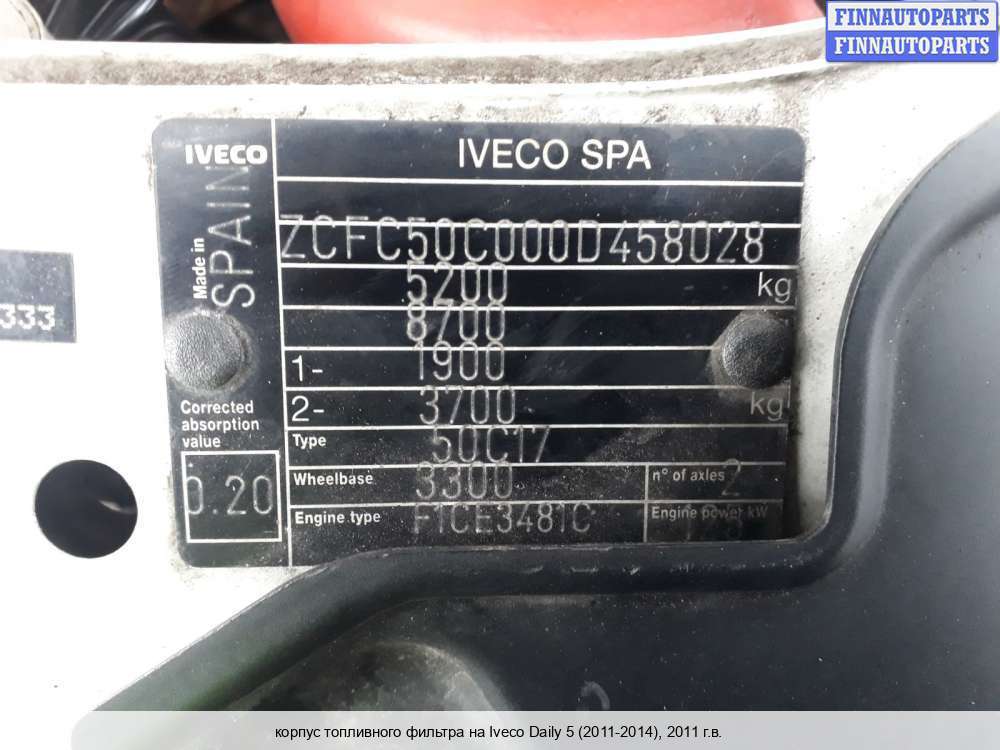 FINNAUTOPARTS
FINNAUTOPARTS
IVECO
IVECO SPA
Made in
SPAIN
ZCFC50C000D458028
5200 kg
8700
333
1- 1900
2- 3700 kg
Corrected
absorption
value
0.20
Type 50C17
Wheelbase 3300 n° of axles 2
Engine type F1CE3481C Engine power kW
корпус топливного фильтра на Iveco Daily 5 (2011-2014), 2011 г.в.